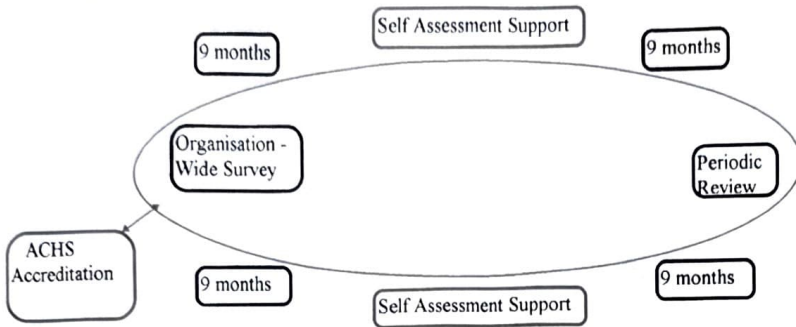 Self Assessment Support
9 months
9 months
Organisation -
Wide Survey
Periodic
Review
ACHS
Accreditation
9 months
9 months
Self Assessment Support